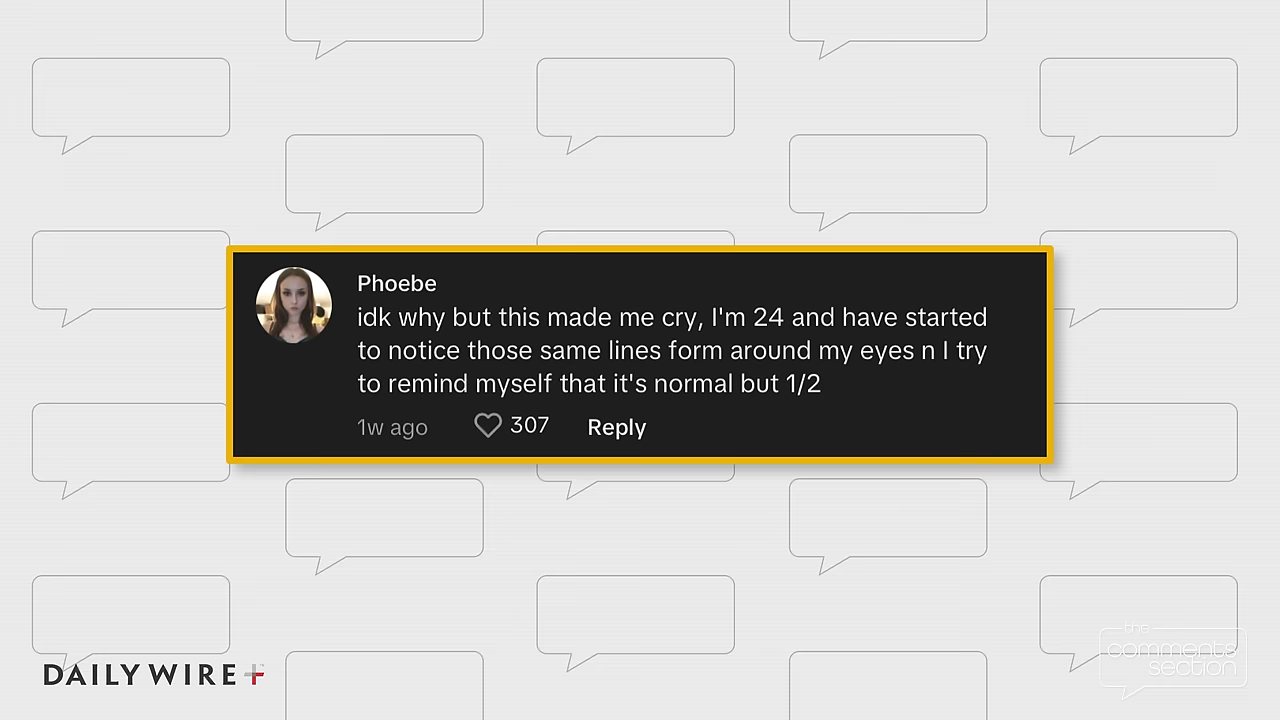 Phoebe
idk why but this made me cry, I'm 24 and have started
to notice those same lines form around my eyes n I try
to remind myself that it's normal but 1/2
1w ago 307 Reply
DAILY WIRE+
the
comments
section